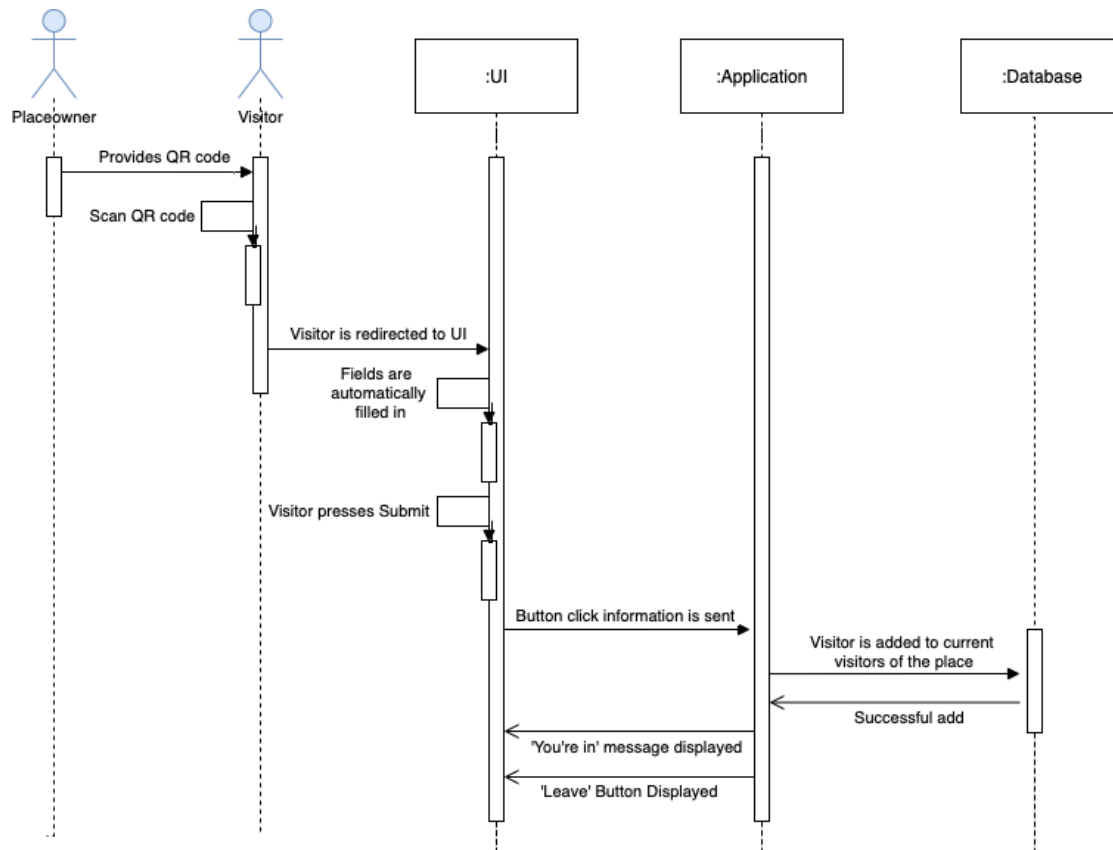 :UI
:Application
:Database
Placeowner
Visitor
Provides QR code
Scan QR code
Visitor is redirected to UI
Fields are
automatically
filled in
Visitor presses Submit
Button click information is sent
Visitor is added to current
visitors of the place
Successful add
'You're in' message displayed
'Leave' Button Displayed